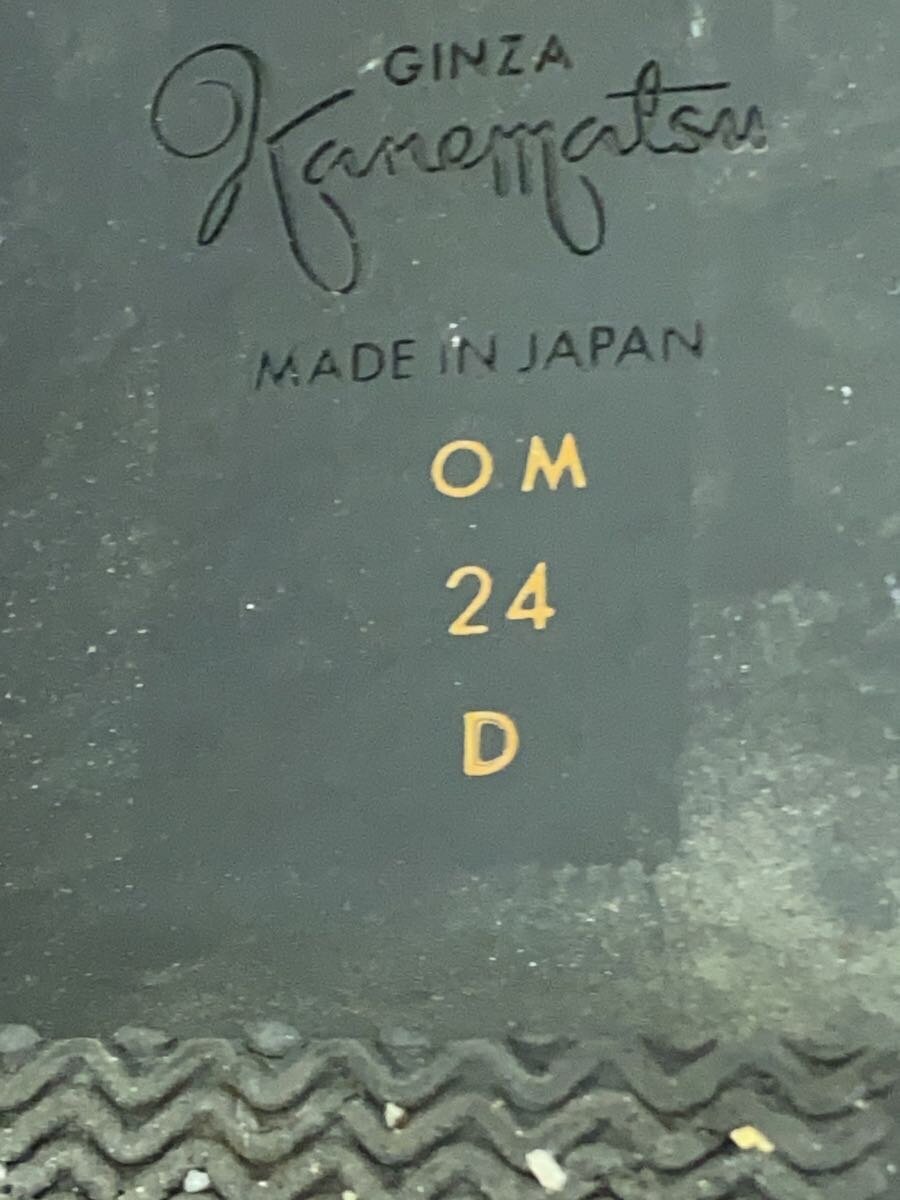 GINZA
Kanematsu
MADE IN JAPAN
OM
24
D